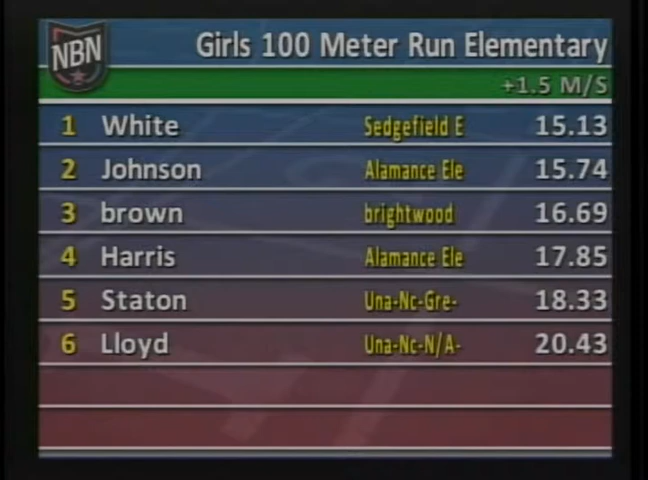 NBN Girls 100 Meter Run Elementary
+1.5 M/S
1 White Sedgefield E 15.13
2 Johnson Alamance Ele 15.74
3 brown brightwood 16.69
4 Harris Alamance Ele 17.85
5 Staton Una-Nc-Gre- 18.33
6 Lloyd Una-Nc-N/A- 20.43